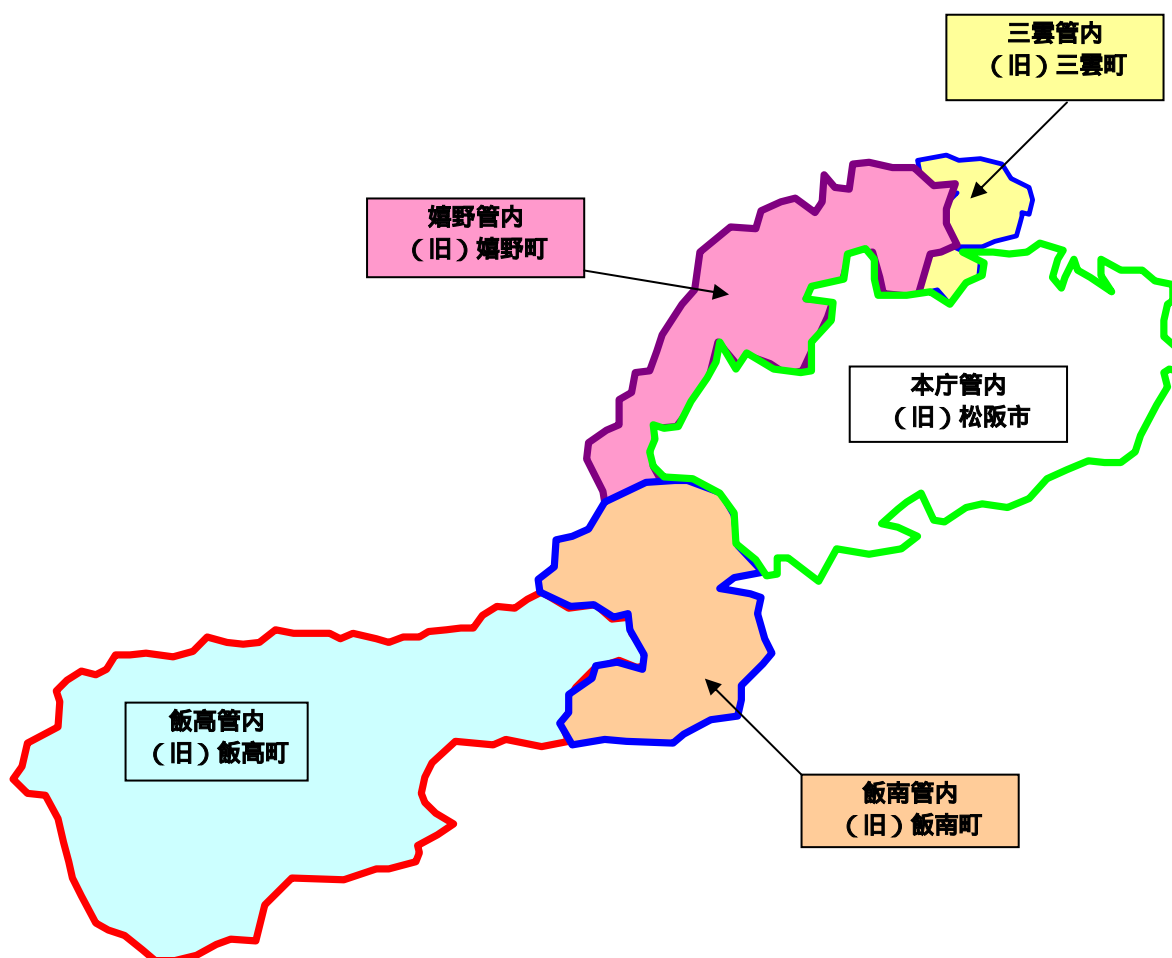 三雲管内
（旧）三雲町
嬉野管内
（旧）嬉野町
本庁管内
（旧）松阪市
飯高管内
（旧）飯高町
飯南管内
（旧）飯南町